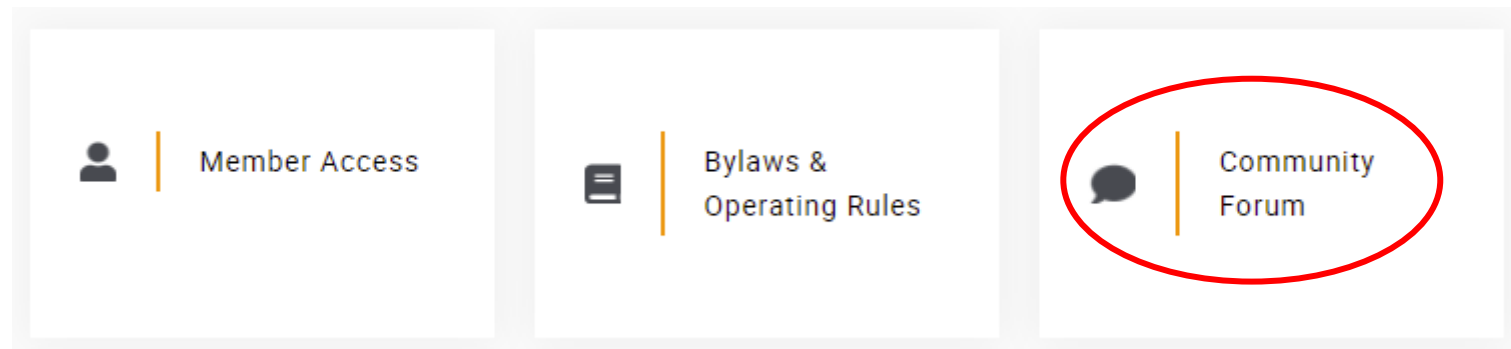 Member Access
Bylaws &
Operating Rules
Community
Forum